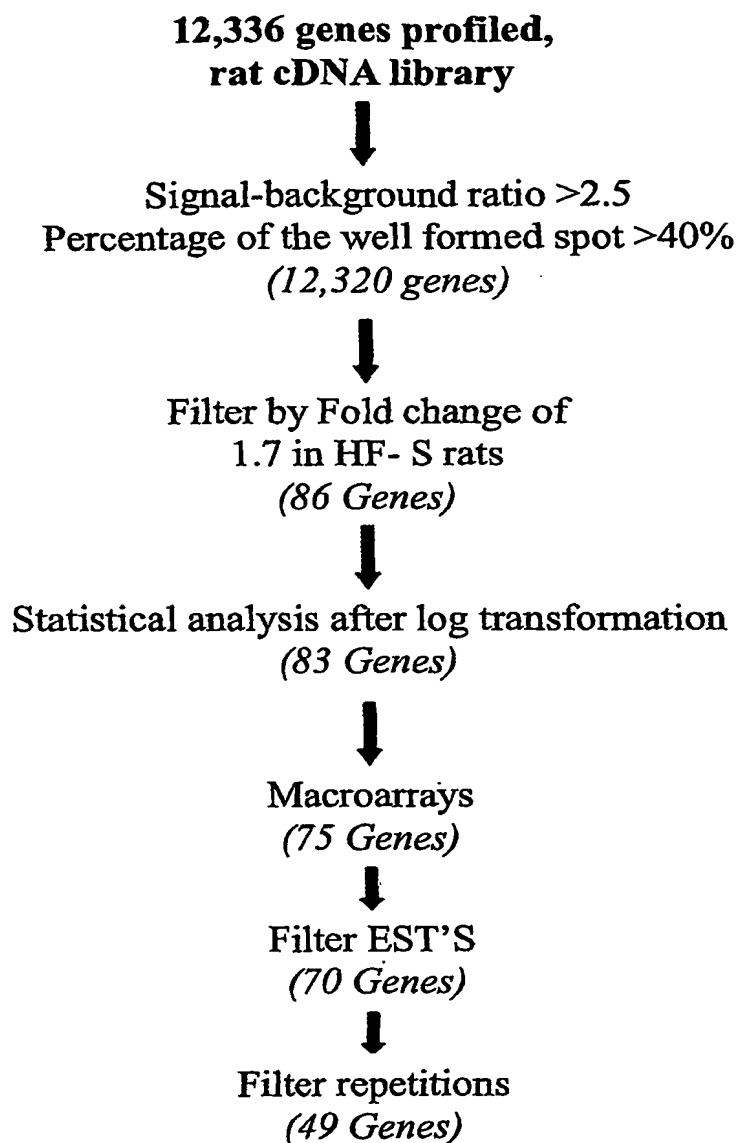 12,336 genes profiled,
rat cDNA library
Signal-background ratio >2.5
Percentage of the well formed spot >40%
(12,320 genes)
Filter by Fold change of
1.7 in HF- S rats
(86 Genes)
Statistical analysis after log transformation
(83 Genes)
Macroarrays
(75 Genes)
Filter EST'S
(70 Genes)
Filter repetitions
(49 Genes)